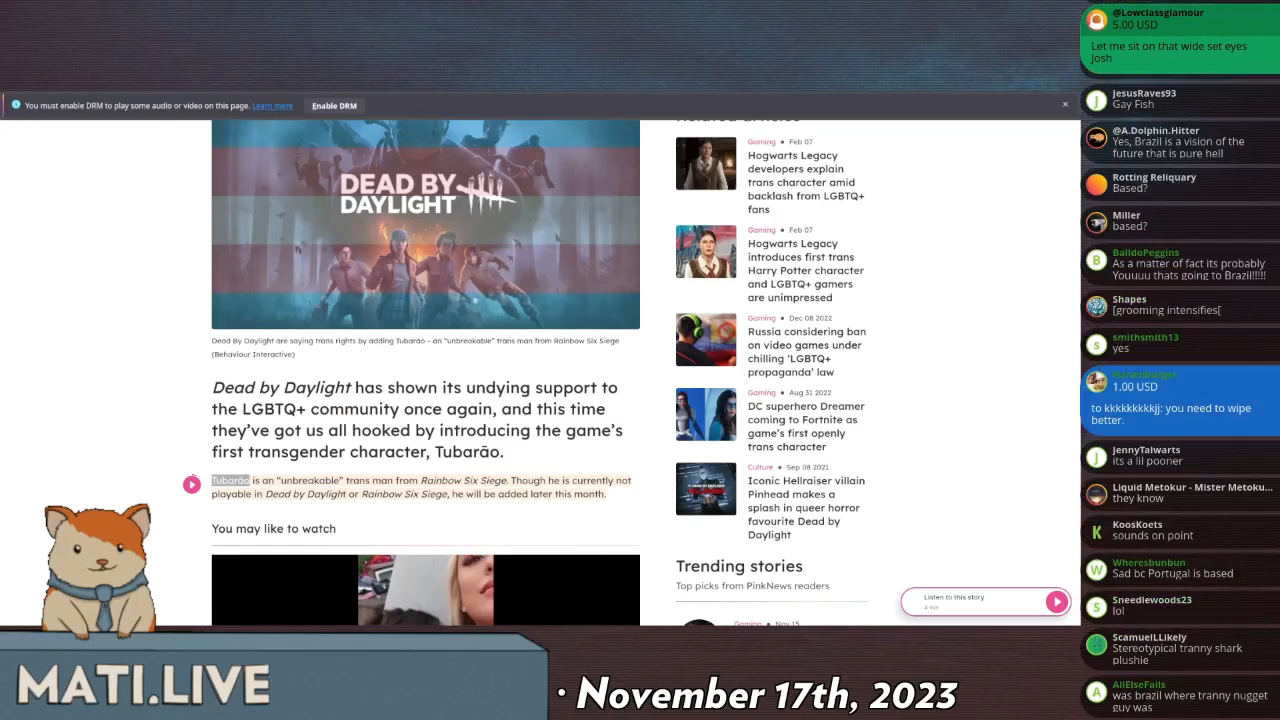 You must enable DRM to play some audio or video on this page. Learn more
Enable DRM
DEAD BY
DAYLIGHT
Dead By Daylight are saying trans rights by adding Tubarão – an “unbreakable” trans man from Rainbow Six Siege
(Behaviour Interactive)
Dead by Daylight has shown its undying support to
the LGBTQ+ community once again, and this time
they’ve got us all hooked by introducing the game’s
first transgender character, Tubarão.
Tubarão is an “unbreakable” trans man from Rainbow Six Siege. Though he is currently not
playable in Dead by Daylight or Rainbow Six Siege, he will be added later this month.
You may like to watch
Related articles
Gaming • Feb 07
Hogwarts Legacy
developers explain
trans character amid
backlash from LGBTQ+
fans
Gaming • Feb 07
Hogwarts Legacy
introduces first trans
Harry Potter character
and LGBTQ+ gamers
are unimpressed
Gaming • Dec 08 2022
Russia considering ban
on video games under
chilling ‘LGBTQ+
propaganda’ law
Gaming • Aug 31 2022
DC superhero Dreamer
coming to Fortnite as
game’s first openly
trans character
Culture • Sep 08 2021
Iconic Hellraiser villain
Pinhead makes a
splash in queer horror
favourite Dead by
Daylight
Trending stories
Top picks from PinkNews readers
Gaming • Nov 15
Listen to this story
4 min
@Lowclassglamour
5.00 USD
Let me sit on that wide set eyes
Josh
JesusRaves93
Gay Fish
@A.Dolphin.Hitter
Yes, Brazil is a vision of the
future that is pure hell
Rotting Reliquary
Based?
Miller
based?
BalldoPeggins
As a matter of fact its probably
Youuuu thats going to Brazil!!!!!
Shapes
[grooming intensifies[
smithsmith13
yes
1.00 USD
to kkkkkkkkjj: you need to wipe
better.
JennyTalwarts
its a lil pooner
Liquid Metokur - Mister Metoku...
they know
KoosKoets
sounds on point
Wheresbunbun
Sad bc Portugal is based
Sneedlewoods23
lol
ScamuelLLikely
Stereotypical tranny shark
plushie
AllElseFails
was brazil where tranny nugget
guy was
MATI.LIVE
· November 17th, 2023